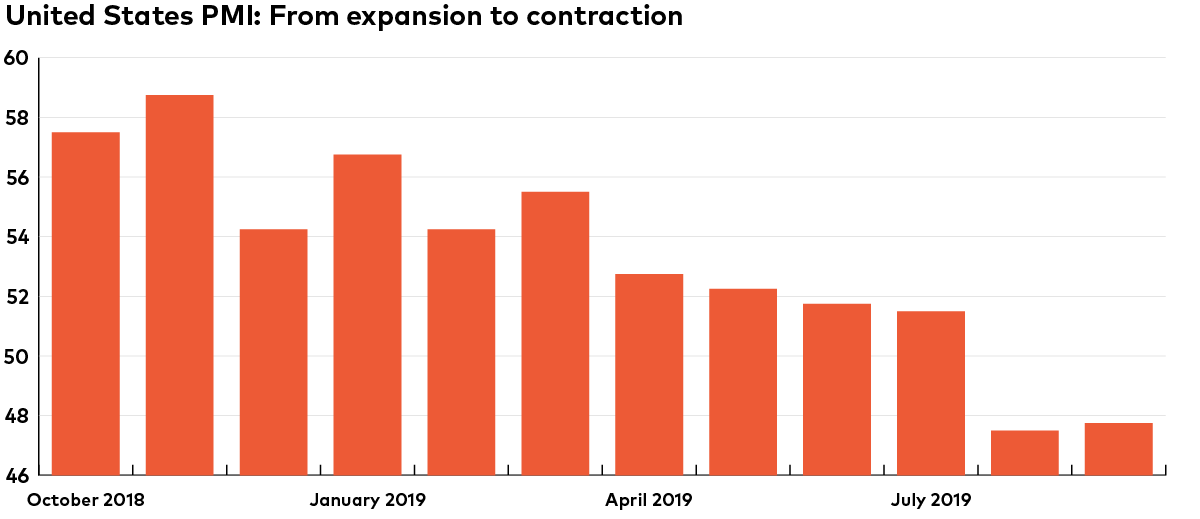 United States PMI: From expansion to contraction
60
58
56
54
52
50
48
46
October 2018
January 2019
April 2019
July 2019